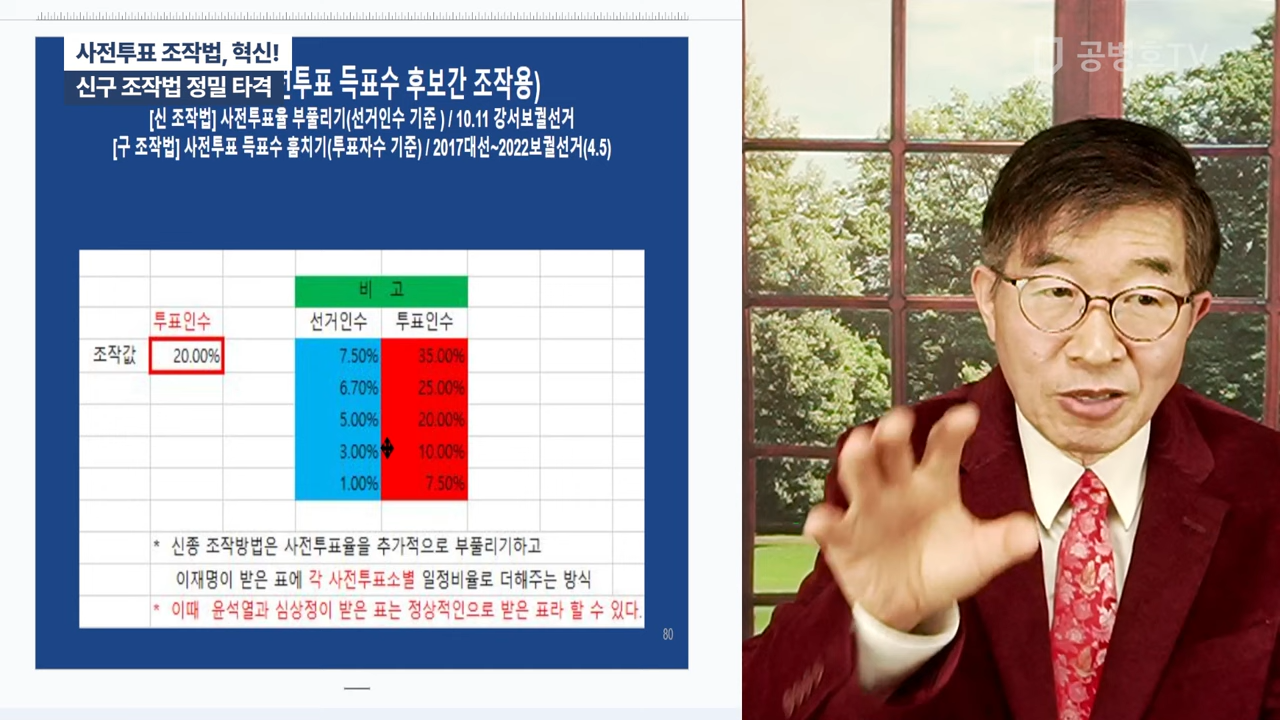 사전투표 조작법, 혁신!
신구 조작법 정밀 타격
전투표 득표수 후보간 조작용)
[신 조작법] 사전투표율 부풀리기(선거인수 기준 ) / 10.11 강서보궐선거
[구 조작법] 사전투표 득표수 훔치기(투표자수 기준) / 2017대선~2022보궐선거(4.5)
공병호TV
비 고
투표인수 선거인수 투표인수
조작값 20.00% 7.50% 35.00%
6.70% 25.00%
5.00% 20.00%
3.00% 10.00%
1.00% 7.50%
* 신종 조작방법은 사전투표율을 추가적으로 부풀리기하고
이재명이 받은 표에 각 사전투표소별 일정비율로 더해주는 방식
* 이때 윤석열과 심상정이 받은 표는 정상적인으로 받은 표라 할 수 있다.
80